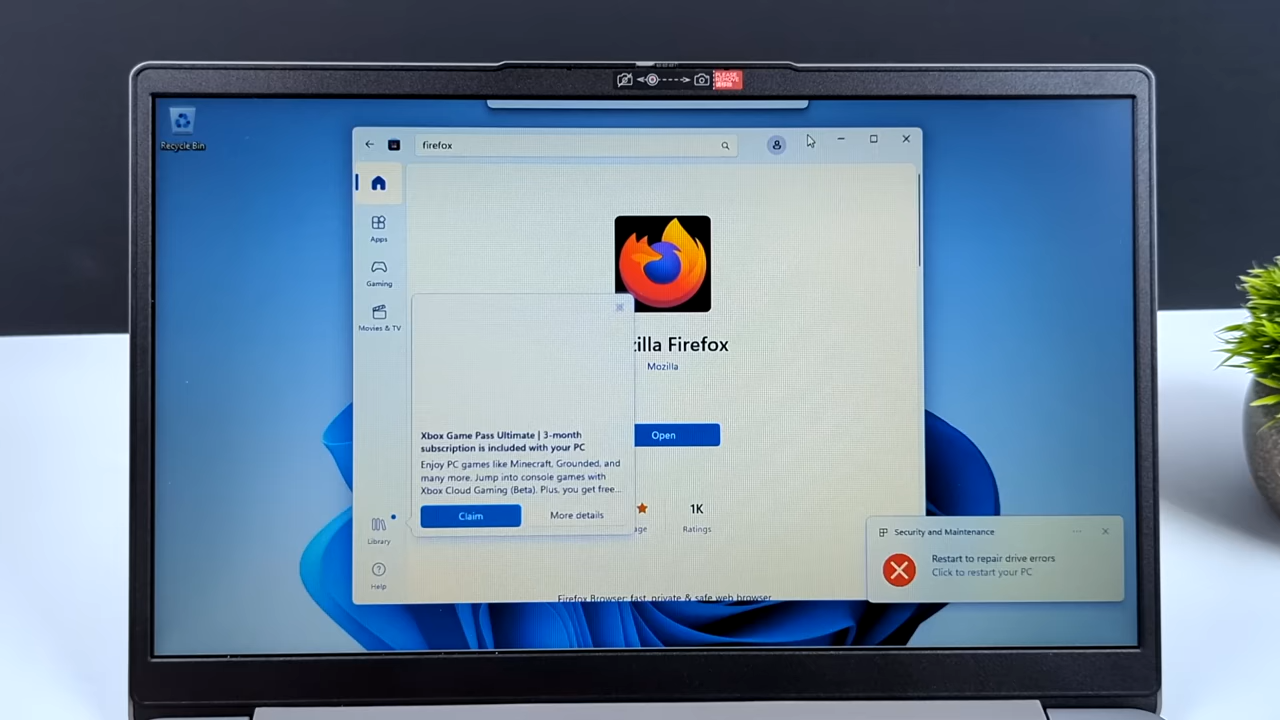 PLEASE
REMOVE
Recycle Bin
firefox
Apps
Gaming
Movies & TV
Library
Help
zilla Firefox
Mozilla
Open
1K
age
Ratings
Firefox Browser: fast, private & safe web browser
Xbox Game Pass Ultimate | 3-month
subscription is included with your PC
Enjoy PC games like Minecraft, Grounded, and
many more. Jump into console games with
Xbox Cloud Gaming (Beta). Plus, you get free...
Claim
More details
Security and Maintenance
Restart to repair drive errors
Click to restart your PC